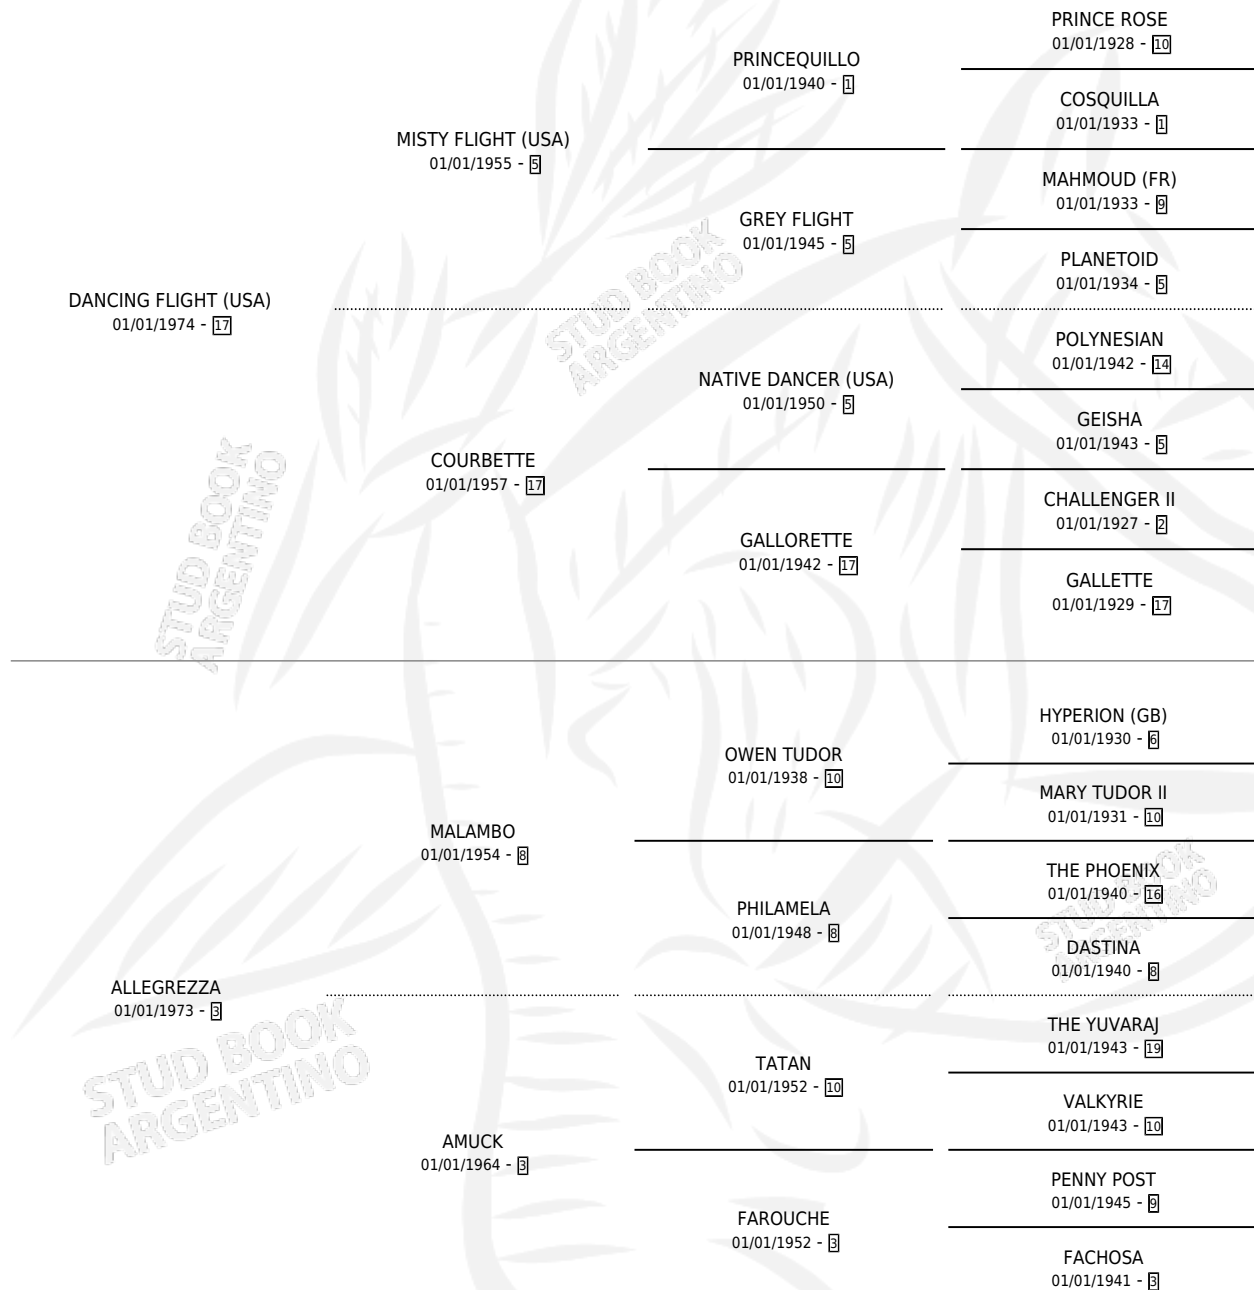 PRINCE ROSE
01/01/1928 - 10
PRINCEQUILLO
01/01/1940 - 1
COSQUILLA
01/01/1933 - 1
MISTY FLIGHT (USA)
01/01/1955 - 5
MAHMOUD (FR)
01/01/1933 - 9
GREY FLIGHT
01/01/1945 - 5
PLANETOID
01/01/1934 - 5
DANCING FLIGHT (USA)
01/01/1974 - 17
STUD BOOK
ARGENTINO
POLYNESIAN
01/01/1942 - 14
NATIVE DANCER (USA)
01/01/1950 - 5
GEISHA
01/01/1943 - 5
COURBETTE
01/01/1957 - 17
CHALLENGER II
01/01/1927 - 2
GALLORETTE
01/01/1942 - 17
GALLETTE
01/01/1929 - 17
STUD BOOK
ARGENTINO
HYPERION (GB)
01/01/1930 - 6
OWEN TUDOR
01/01/1938 - 10
MARY TUDOR II
01/01/1931 - 10
MALAMBO
01/01/1954 - 8
THE PHOENIX
01/01/1940 - 16
PHILAMELA
01/01/1948 - 8
DASTINA
01/01/1940 - 8
STUD BOOK
ARGENTINO
ALLEGREZZA
01/01/1973 - 3
STUD BOOK
ARGENTINO
THE YUVARAJ
01/01/1943 - 19
TATAN
01/01/1952 - 10
VALKYRIE
01/01/1943 - 10
AMUCK
01/01/1964 - 3
PENNY POST
01/01/1945 - 9
FAROUCHE
01/01/1952 - 3
FACHOSA
01/01/1941 - 3